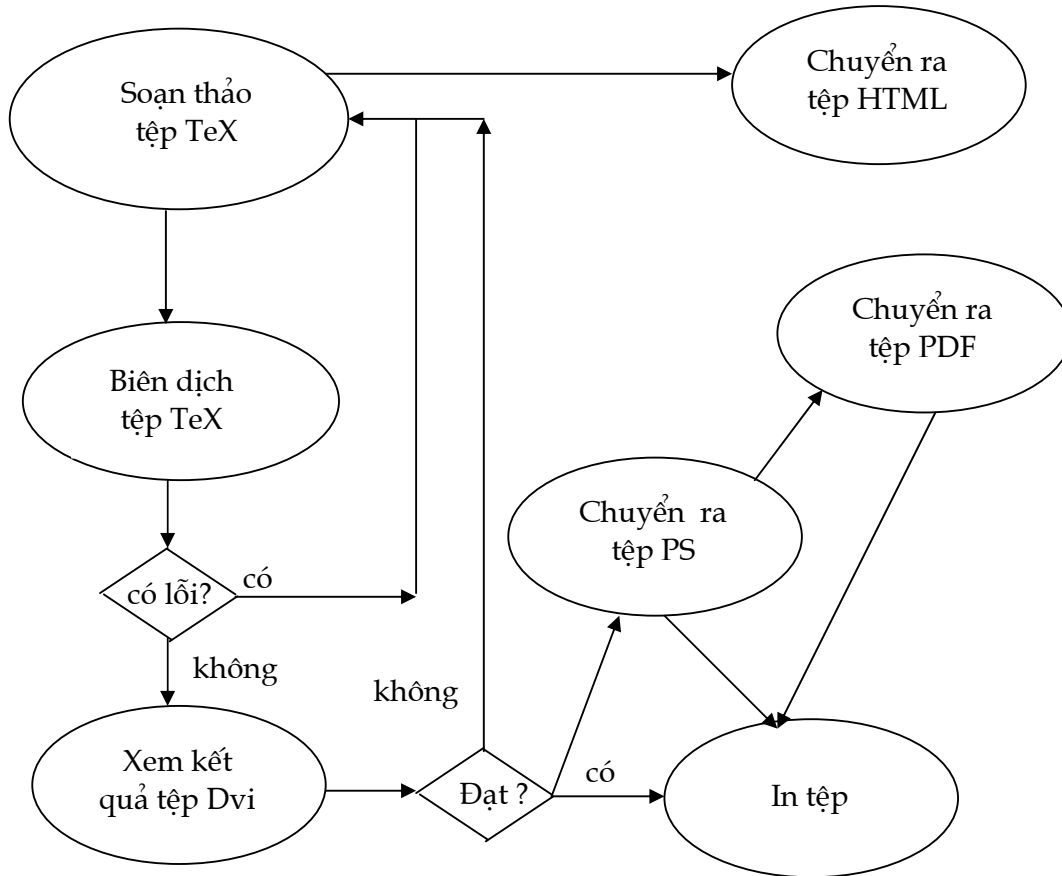 Soạn thảo
tệp TeX
Chuyển ra
tệp HTML
Chuyển ra
tệp PDF
Biên dịch
tệp TeX
Chuyển ra
tệp PS
có lỗi?
có
không
không
Xem kết
quả tệp Dvi
Đạt ?
có
In tệp